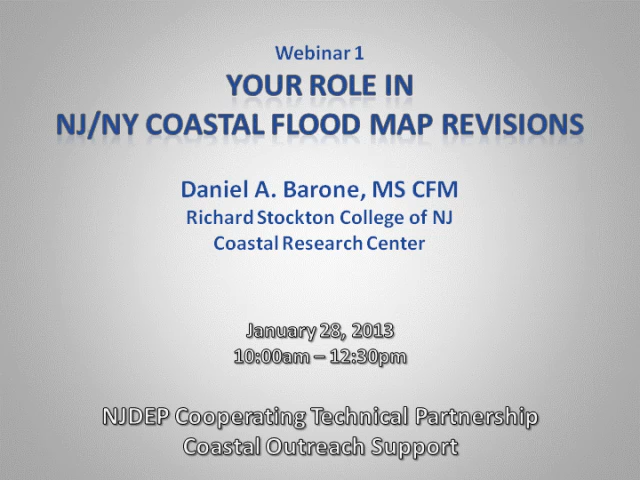 Webinar 1
YOUR ROLE IN
NJ/NY COASTAL FLOOD MAP REVISIONS
Daniel A. Barone, MS CFM
Richard Stockton College of NJ
Coastal Research Center
January 28, 2013
10:00am – 12:30pm
NJDEP Cooperating Technical Partnership
Coastal Outreach Support